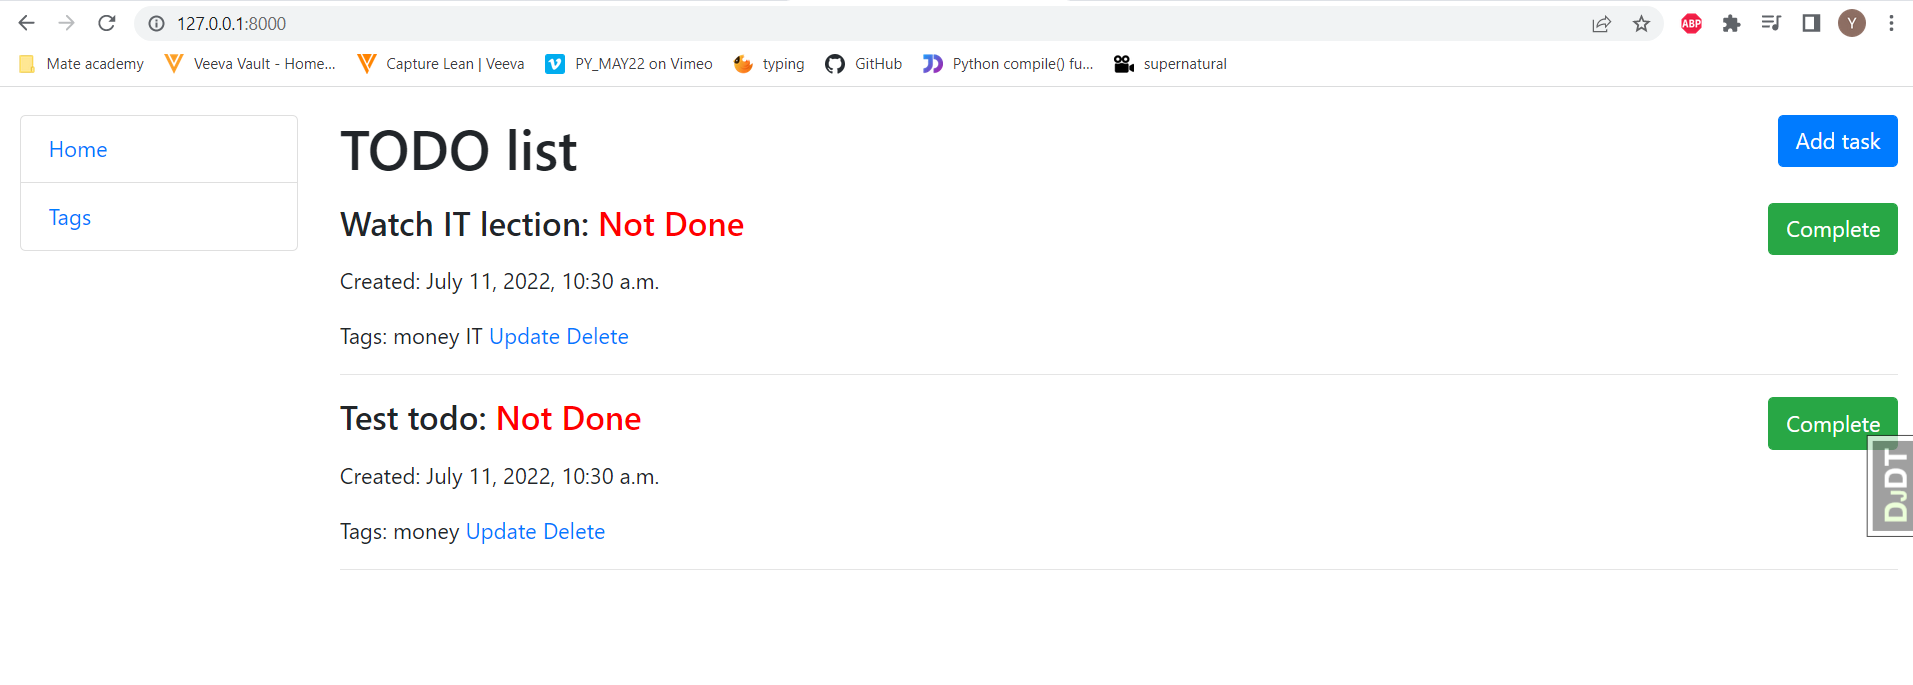 127.0.0.1:8000
ABP
Y
Mate academy
Veeva Vault - Home...
Capture Lean | Veeva
PY_MAY22 on Vimeo
typing
GitHub
Python compile() fu...
supernatural
Home
Tags
TODO list
Add task
Watch IT lection: Not Done
Complete
Created: July 11, 2022, 10:30 a.m.
Tags: money IT Update Delete
Test todo: Not Done
Complete
Created: July 11, 2022, 10:30 a.m.
Tags: money Update Delete
DJDT